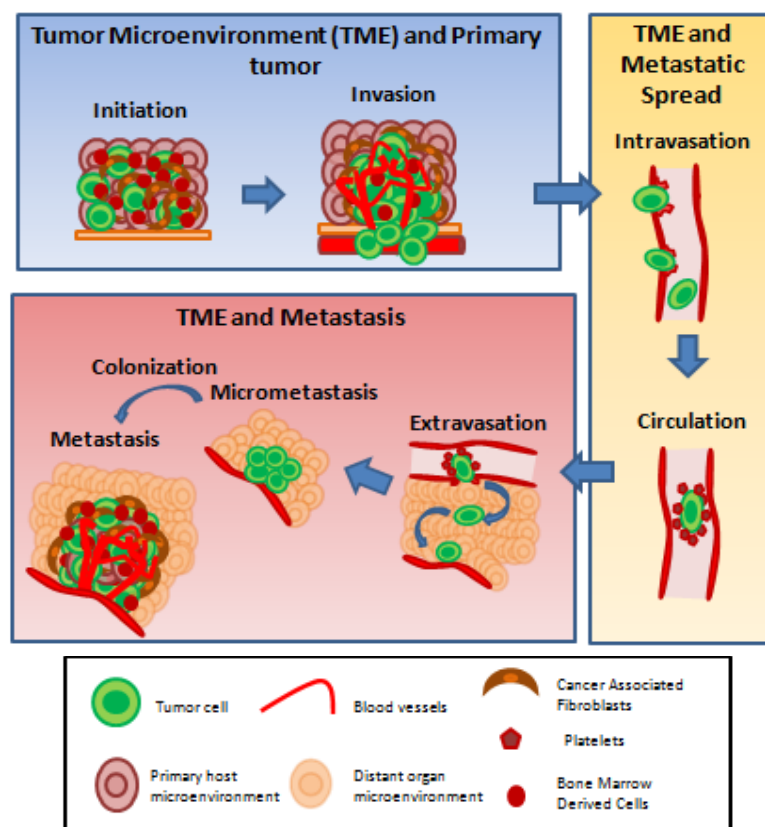 Tumor Microenvironment (TME) and Primary
tumor
Initiation
Invasion
TME and
Metastatic
Spread
Intravasation
Circulation
TME and Metastasis
Colonization
Micrometastasis
Metastasis
Extravasation
Tumor cell
Blood vessels
Cancer Associated
Fibroblasts
Platelets
Primary host
microenvironment
Distant organ
microenvironment
Bone Marrow
Derived Cells